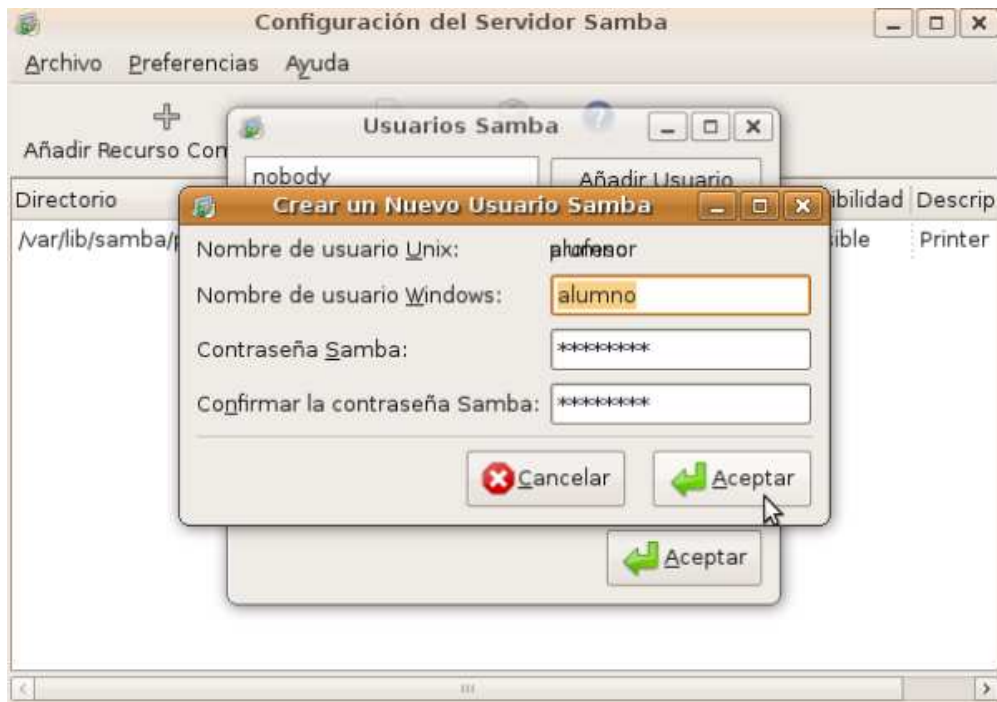 Configuración del Servidor Samba
Archivo Preferencias Ayuda
Añadir Recurso Con
Usuarios Samba
nobody
Añadir Usuario
Directorio
ibilidad Descrip
/var/lib/samba/p
ible Printer
Crear un Nuevo Usuario Samba
Nombre de usuario Unix:
Nombre de usuario Windows: alumno
Contraseña Samba: ********
Confirmar la contraseña Samba: ********
Cancelar Aceptar
Aceptar